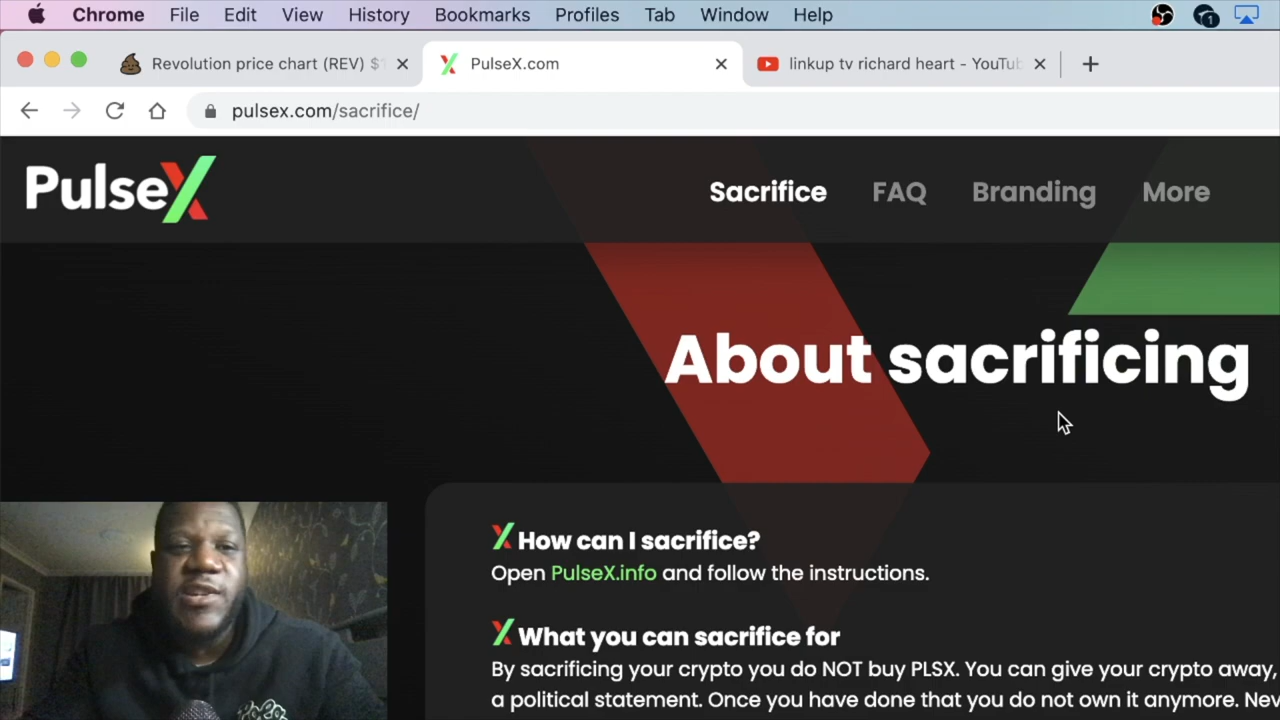 Chrome File Edit View History Bookmarks Profiles Tab Window Help
1
Revolution price chart (REV) $1
PulseX.com
linkup tv richard heart - YouTub
pulsex.com/sacrifice/
PulseX
Sacrifice FAQ Branding More
About sacrificing
How can I sacrifice?
Open PulseX.info and follow the instructions.
What you can sacrifice for
By sacrificing your crypto you do NOT buy PLSX. You can give your crypto away,
a political statement. Once you have done that you do not own it anymore. Nev